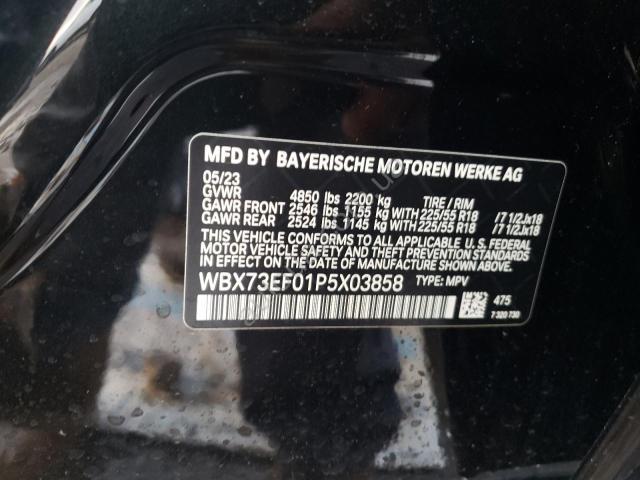 MFD BY BAYERISCHE MOTOREN WERKE AG
05/23
GVWR 4850 lbs 2200 kg TIRE / RIM
GAWR FRONT 2546 lbs 1155 kg WITH 225/55 R18 /7 1/2Jx18
GAWR REAR 2524 lbs 1145 kg WITH 225/55 R18 /7 1/2Jx18
THIS VEHICLE CONFORMS TO ALL APPLICABLE U.S. FEDERAL
MOTOR VEHICLE SAFETY AND THEFT PREVENTION STANDARDS
IN EFFECT ON THE DATE OF MANUFACTURE SHOWN ABOVE.
WBX73EF01P5X03858 TYPE: MPV
475
7 320 730